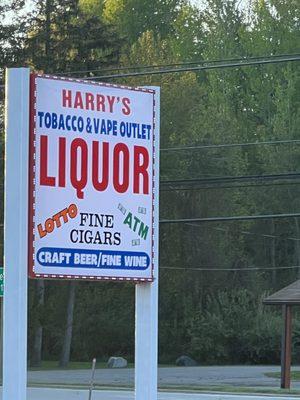 HARRY'S
TOBACCO & VAPE OUTLET
LIQUOR
LOTTO
FINE
CIGARS
ATM
CRAFT BEER/FINE WINE